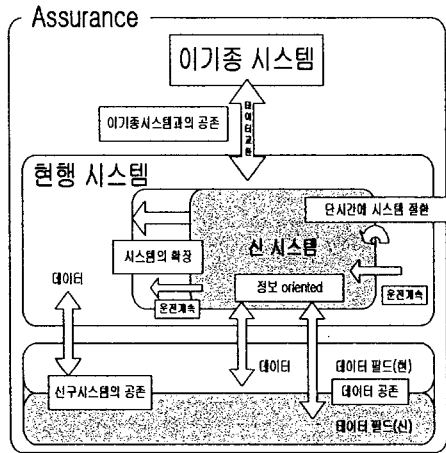 Assurance
이기종 시스템
데이터교환
이기종시스템과의 공존
현행 시스템
단시간에 시스템 절환
신 시스템
시스템의 확장
정보 oriented
운전계속
운전계속
데이터
데이터
데이터 필드(현)
신구시스템의 공존
데이터 공존
데이터 필드(신)